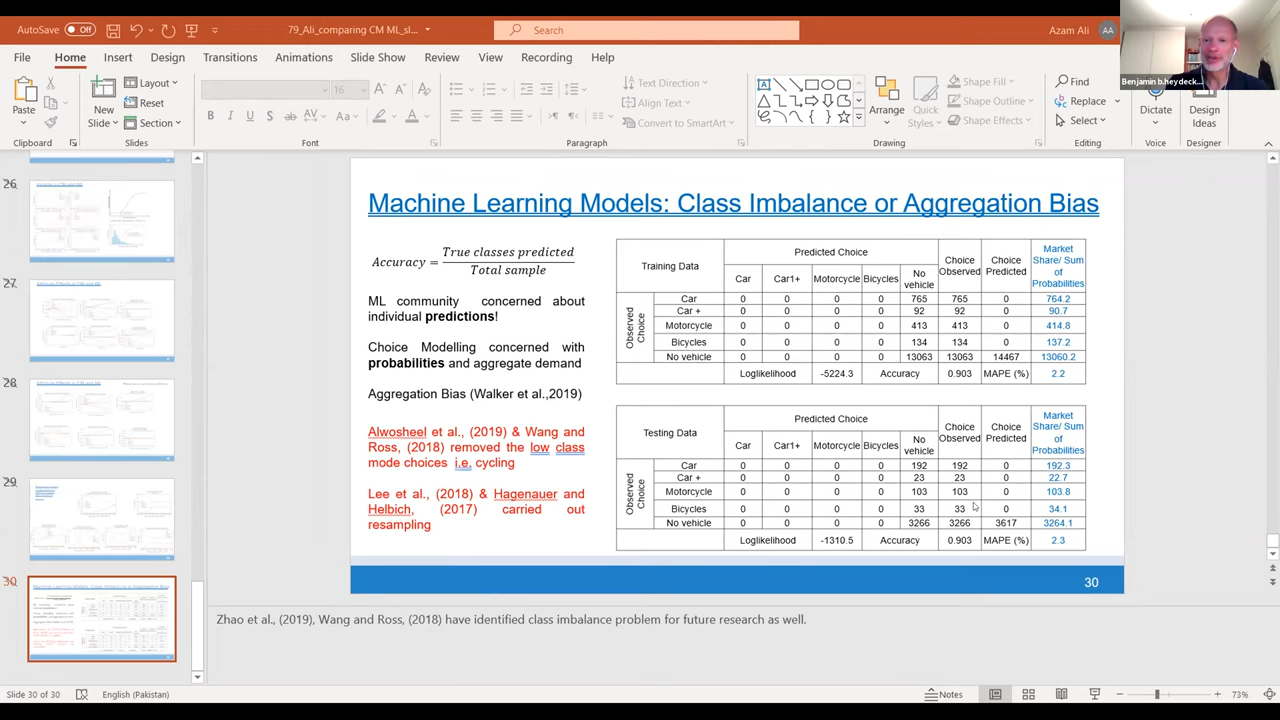 AutoSave Off 79_Ali_comparing CM ML_sl... Search Azam Ali AA
Benjamin b.heydeck...
File Home Insert Design Transitions Animations Slide Show Review View Recording Help
Paste New Slide Layout Reset Section 16 Text Direction Align Text Convert to SmartArt Arrange Quick Styles Shape Fill Shape Outline Shape Effects Find Replace Select Dictate Design Ideas
Clipboard Slides Font Paragraph Drawing Editing Voice Designer
26
27
28
29
30
Machine Learning Models: Class Imbalance or Aggregation Bias
Accuracy = True classes predicted / Total sample
ML community concerned about
individual predictions!
Choice Modelling concerned with
probabilities and aggregate demand
Aggregation Bias (Walker et al.,2019)
Alwosheel et al., (2019) & Wang and
Ross, (2018) removed the low class
mode choices i.e. cycling
Lee et al., (2018) & Hagenauer and
Helbich, (2017) carried out
resampling
Training Data Predicted Choice Choice Observed Choice Predicted Market Share/ Sum of Probabilities
Car Car1+ Motorcycle Bicycles No vehicle
Observed Choice
Car 0 0 0 0 765 765 0 764.2
Car + 0 0 0 0 92 92 0 90.7
Motorcycle 0 0 0 0 413 413 0 414.8
Bicycles 0 0 0 0 134 134 0 137.2
No vehicle 0 0 0 0 13063 13063 14467 13060.2
Loglikelihood -5224.3 Accuracy 0.903 MAPE (%) 2.2
Testing Data Predicted Choice Choice Observed Choice Predicted Market Share/ Sum of Probabilities
Car Car1+ Motorcycle Bicycles No vehicle
Observed Choice
Car 0 0 0 0 192 192 0 192.3
Car + 0 0 0 0 23 23 0 22.7
Motorcycle 0 0 0 0 103 103 0 103.8
Bicycles 0 0 0 0 33 33 0 34.1
No vehicle 0 0 0 0 3266 3266 3617 3264.1
Loglikelihood -1310.5 Accuracy 0.903 MAPE (%) 2.3
30
Zhao et al., (2019), Wang and Ross, (2018) have identified class imbalance problem for future research as well.
Slide 30 of 30 English (Pakistan) Notes 73%